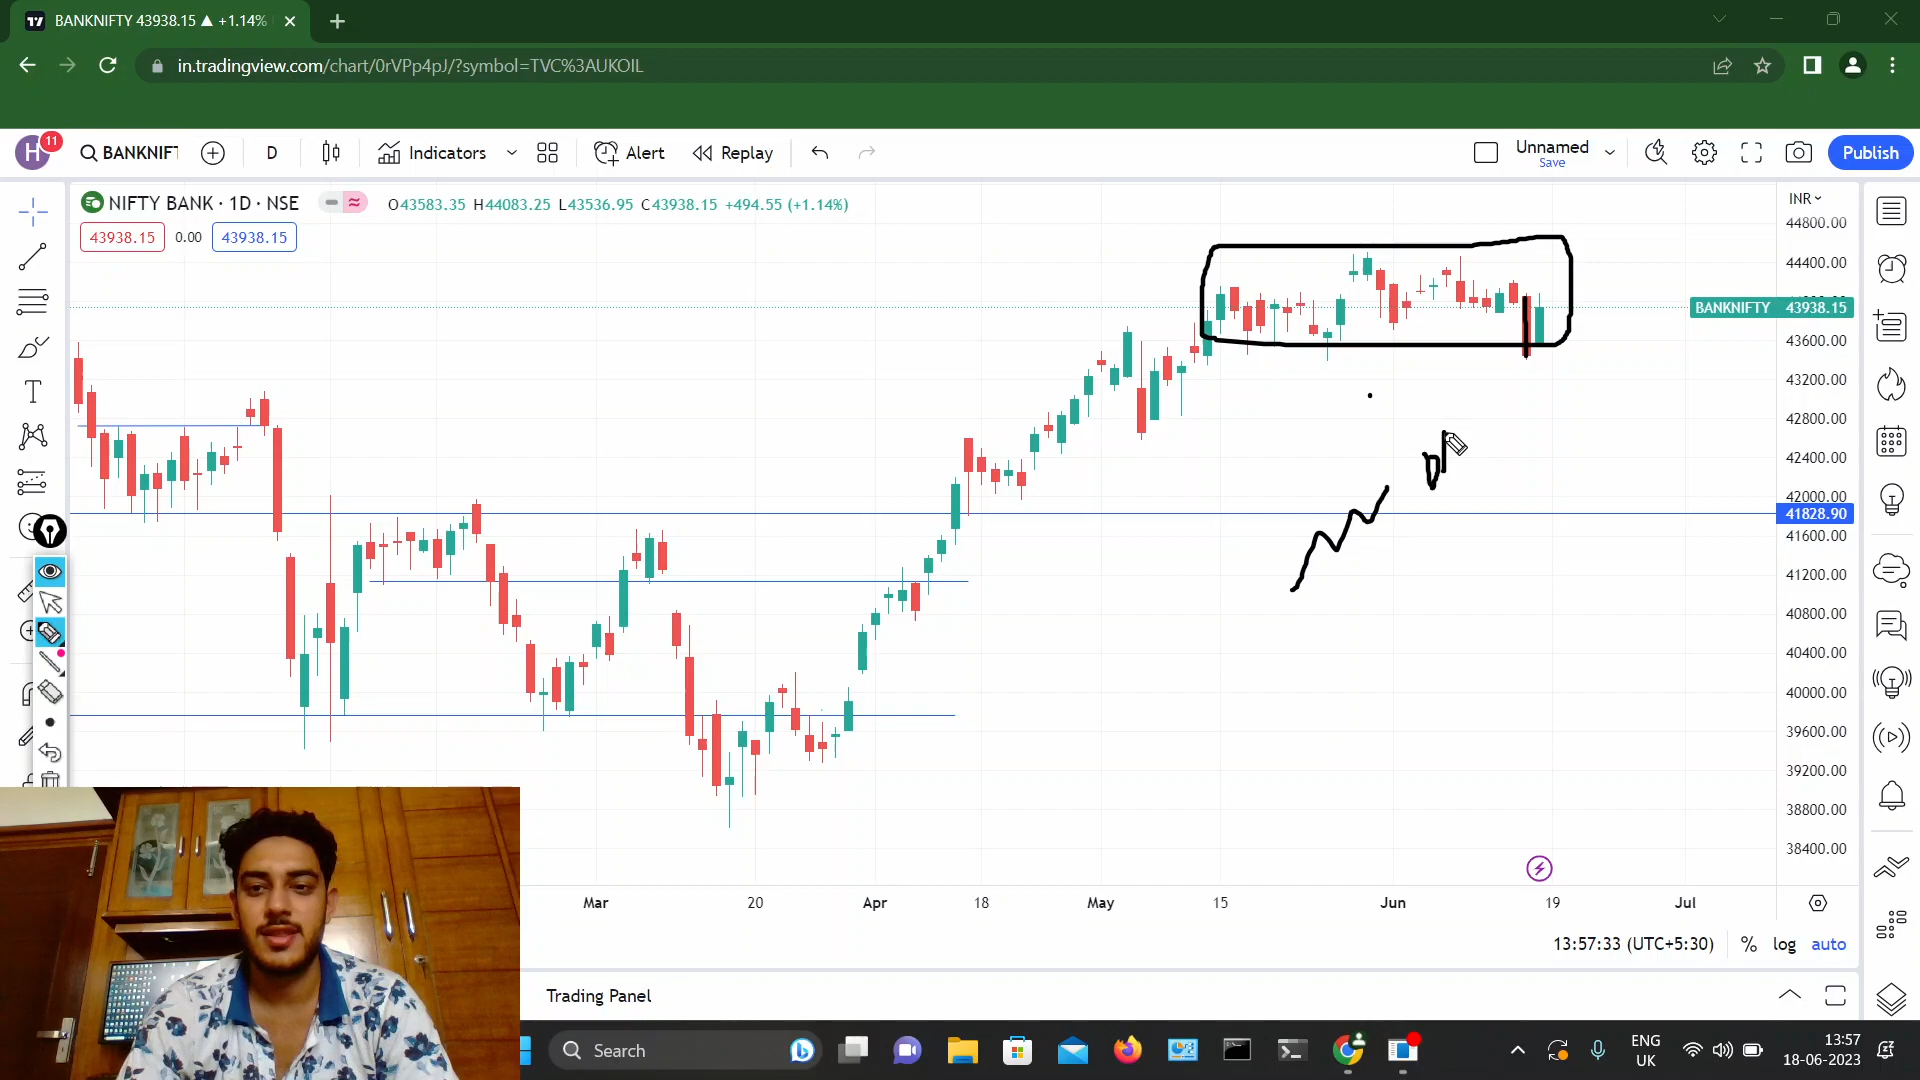 BANKNIFTY 43938.15 ▲ +1.14%
in.tradingview.com/chart/0rVPp4pJ/?symbol=TVC%3AUKOIL
H 11 BANKNIFT D Indicators Alert Replay Unnamed Save Publish
NIFTY BANK · 1D · NSE O43583.35 H44083.25 L43536.95 C43938.15 +494.55 (+1.14%) INR
43938.15 0.00 43938.15
44800.00
44400.00
BANKNIFTY 43938.15
43600.00
43200.00
42800.00
42400.00
42000.00
41828.90
41600.00
41200.00
40800.00
40400.00
40000.00
39600.00
39200.00
38800.00
38400.00
Mar 20 Apr 18 May 15 Jun 19 Jul
13:57:33 (UTC+5:30) % log auto
Trading Panel
Search
ENG
UK
13:57
18-06-2023